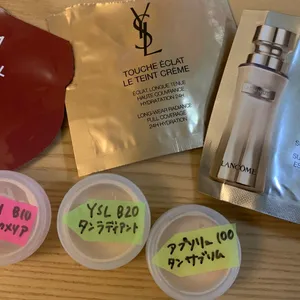 YSL
TOUCHE ÉCLAT
LE TEINT CRÈME
ÉCLAT LONGUE TENUE
HAUTE COUVRANCE
HYDRATATION 24H
LONG-WEAR RADIANCE
FULL COVERAGE
24H HYDRATION
LANCÔME
B10
YSL B20
タンラディアント
アプソリュ 100
タンサブリム